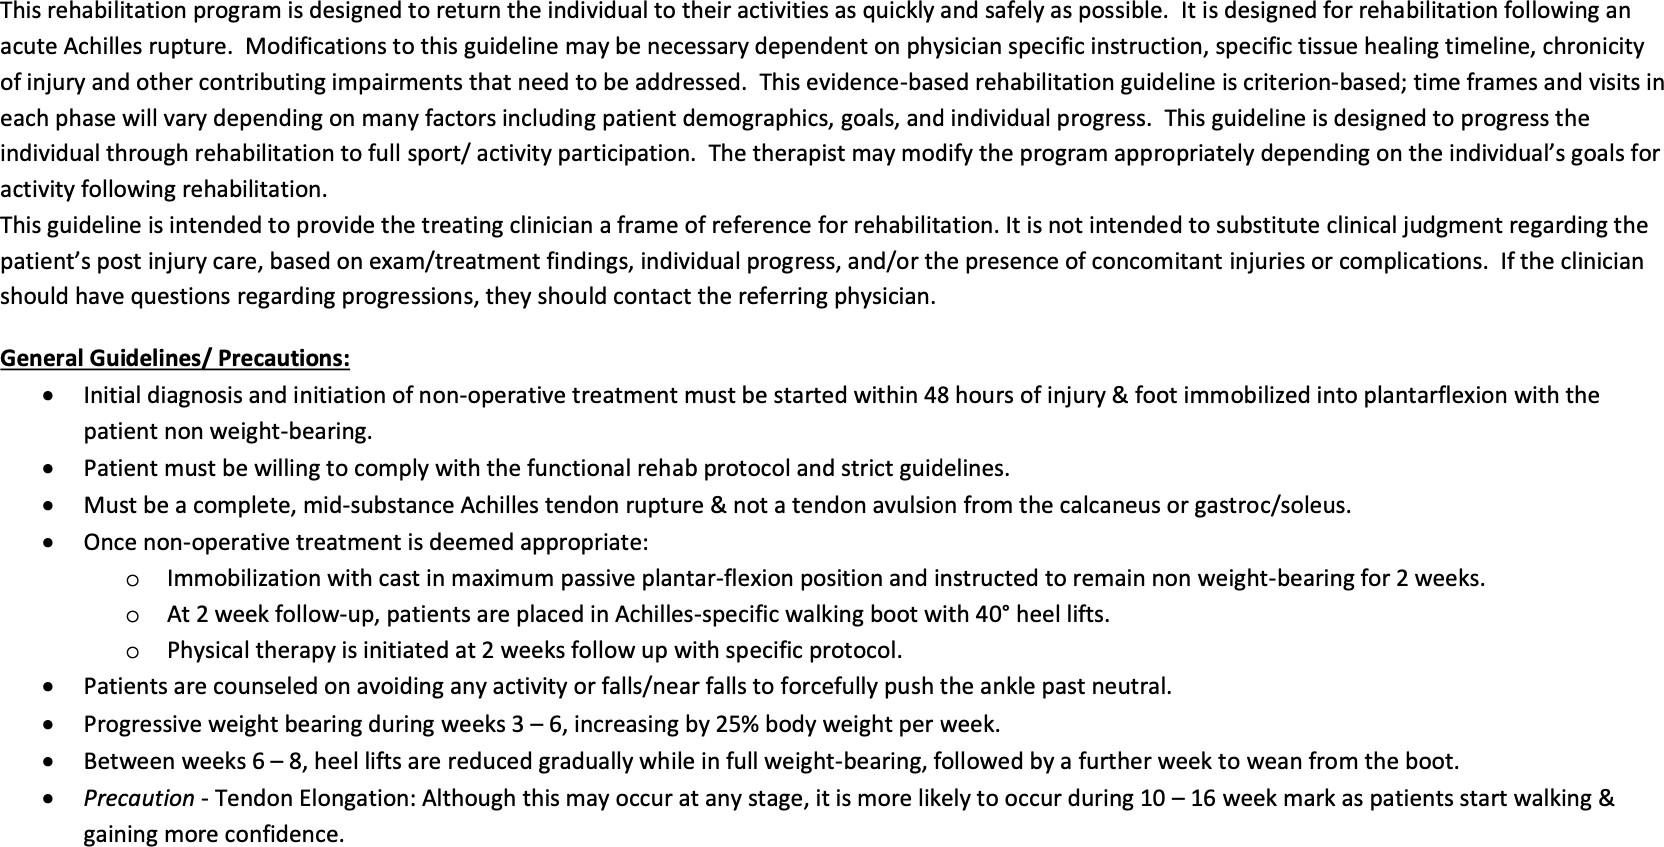 This rehabilitation program is designed to return the individual to their activities as quickly and safely as possible.  It is designed for rehabilitation following an
acute Achilles rupture.  Modifications to this guideline may be necessary dependent on physician specific instruction, specific tissue healing timeline, chronicity
of injury and other contributing impairments that need to be addressed.  This evidence-based rehabilitation guideline is criterion-based; time frames and visits in
each phase will vary depending on many factors including patient demographics, goals, and individual progress.  This guideline is designed to progress the
individual through rehabilitation to full sport/ activity participation.  The therapist may modify the program appropriately depending on the individual’s goals for
activity following rehabilitation.
This guideline is intended to provide the treating clinician a frame of reference for rehabilitation. It is not intended to substitute clinical judgment regarding the
patient’s post injury care, based on exam/treatment findings, individual progress, and/or the presence of concomitant injuries or complications.  If the clinician
should have questions regarding progressions, they should contact the referring physician.
General Guidelines/ Precautions:
• Initial diagnosis and initiation of non-operative treatment must be started within 48 hours of injury & foot immobilized into plantarflexion with the
patient non weight-bearing.
• Patient must be willing to comply with the functional rehab protocol and strict guidelines.
• Must be a complete, mid-substance Achilles tendon rupture & not a tendon avulsion from the calcaneus or gastroc/soleus.
• Once non-operative treatment is deemed appropriate:
o Immobilization with cast in maximum passive plantar-flexion position and instructed to remain non weight-bearing for 2 weeks.
o At 2 week follow-up, patients are placed in Achilles-specific walking boot with 40° heel lifts.
o Physical therapy is initiated at 2 weeks follow up with specific protocol.
• Patients are counseled on avoiding any activity or falls/near falls to forcefully push the ankle past neutral.
• Progressive weight bearing during weeks 3 – 6, increasing by 25% body weight per week.
• Between weeks 6 – 8, heel lifts are reduced gradually while in full weight-bearing, followed by a further week to wean from the boot.
• Precaution - Tendon Elongation: Although this may occur at any stage, it is more likely to occur during 10 – 16 week mark as patients start walking &
gaining more confidence.